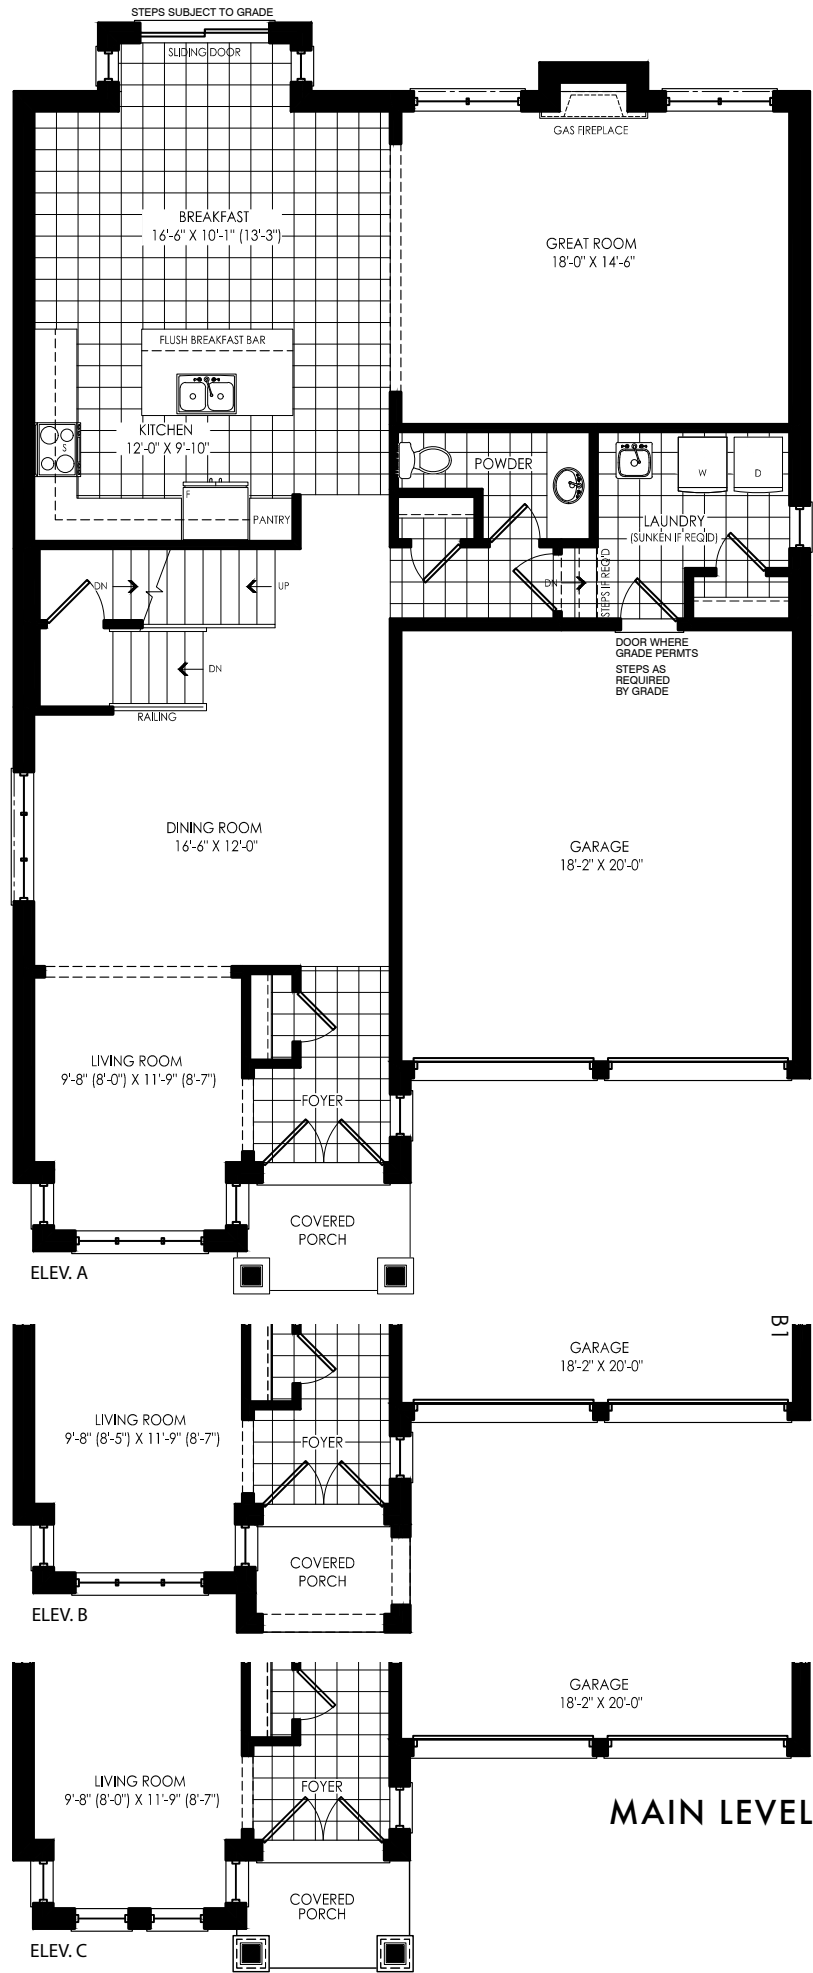 STEPS SUBJECT TO GRADE
SLIDING DOOR
GAS FIREPLACE
BREAKFAST
16'-6" X 10'-1" (13'-3")
GREAT ROOM
18'-0" X 14'-6"
FLUSH BREAKFAST BAR
KITCHEN
12'-0" X 9'-10"
S
F
PANTRY
POWDER
W
D
LAUNDRY
(SUNKEN IF REQ'D)
DN
STEPS IF REQ'D
DN
UP
DN
RAILING
DOOR WHERE
GRADE PERMTS
STEPS AS
REQUIRED
BY GRADE
DINING ROOM
16'-6" X 12'-0"
GARAGE
18'-2" X 20'-0"
LIVING ROOM
9'-8" (8'-0") X 11'-9" (8'-7")
FOYER
COVERED
PORCH
ELEV. A
B1
GARAGE
18'-2" X 20'-0"
LIVING ROOM
9'-8" (8'-5") X 11'-9" (8'-7")
FOYER
COVERED
PORCH
ELEV. B
GARAGE
18'-2" X 20'-0"
LIVING ROOM
9'-8" (8'-0") X 11'-9" (8'-7")
FOYER
MAIN LEVEL
COVERED
PORCH
ELEV. C